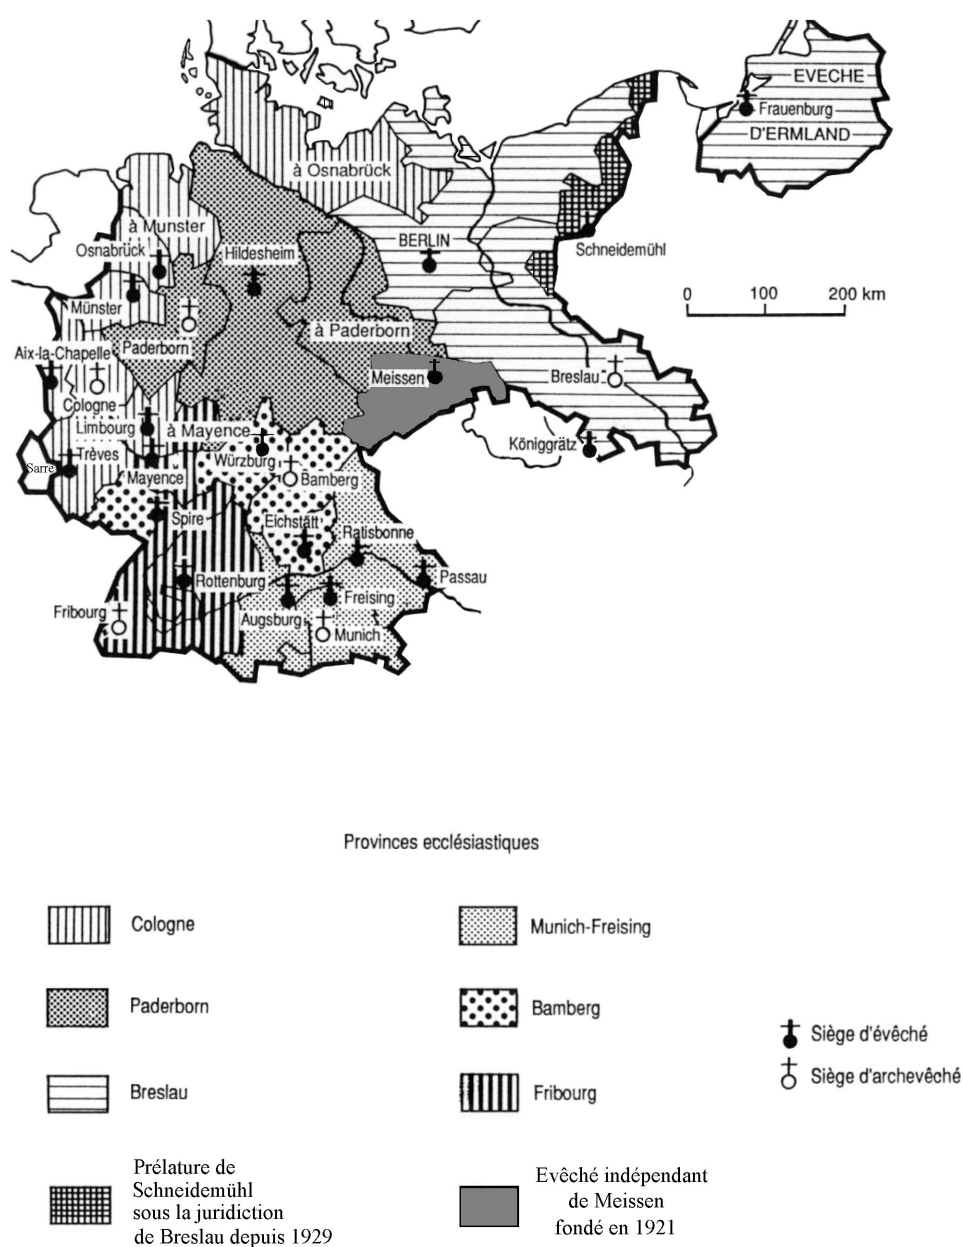 EVECHE
Frauenburg
D'ERMLAND
à Osnabrück
à Munster
Osnabrück
Hildesheim
BERLIN
Schneidemühl
Münster
0 100 200 km
à Paderborn
Paderborn
Aix-la-Chapelle
Meissen
Breslau
Cologne
Limbourg
à Mayence
Königgrätz
Trèves
Sarre
Würzburg
Mayence
Bamberg
Spire
Eichstätt
Ratisbonne
Rottenburg
Passau
Freising
Fribourg
Augsburg
Munich
Provinces ecclésiastiques
Cologne
Munich-Freising
Paderborn
Bamberg
Siège d'évêché
Siège d'archevêché
Breslau
Fribourg
Prélature de
Schneidemühl
sous la juridiction
de Breslau depuis 1929
Evêché indépendant
de Meissen
fondé en 1921